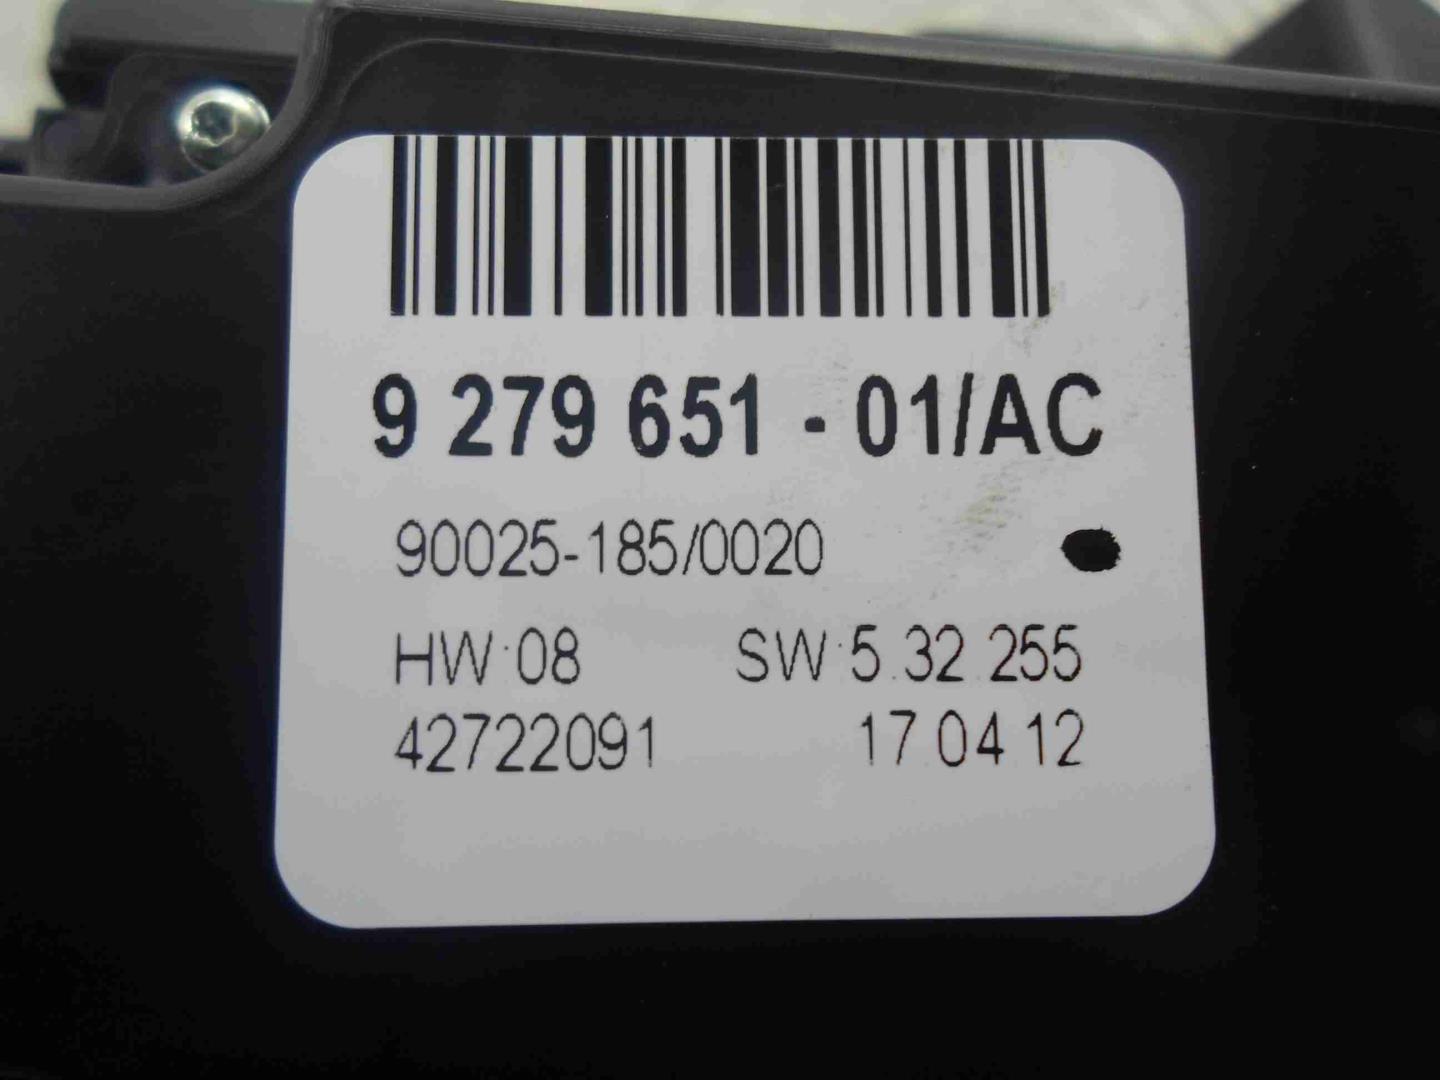 9 279 651 - 01/AC
90025-185/0020
HW:08 SW:5.32.255
42722091 17.04.12